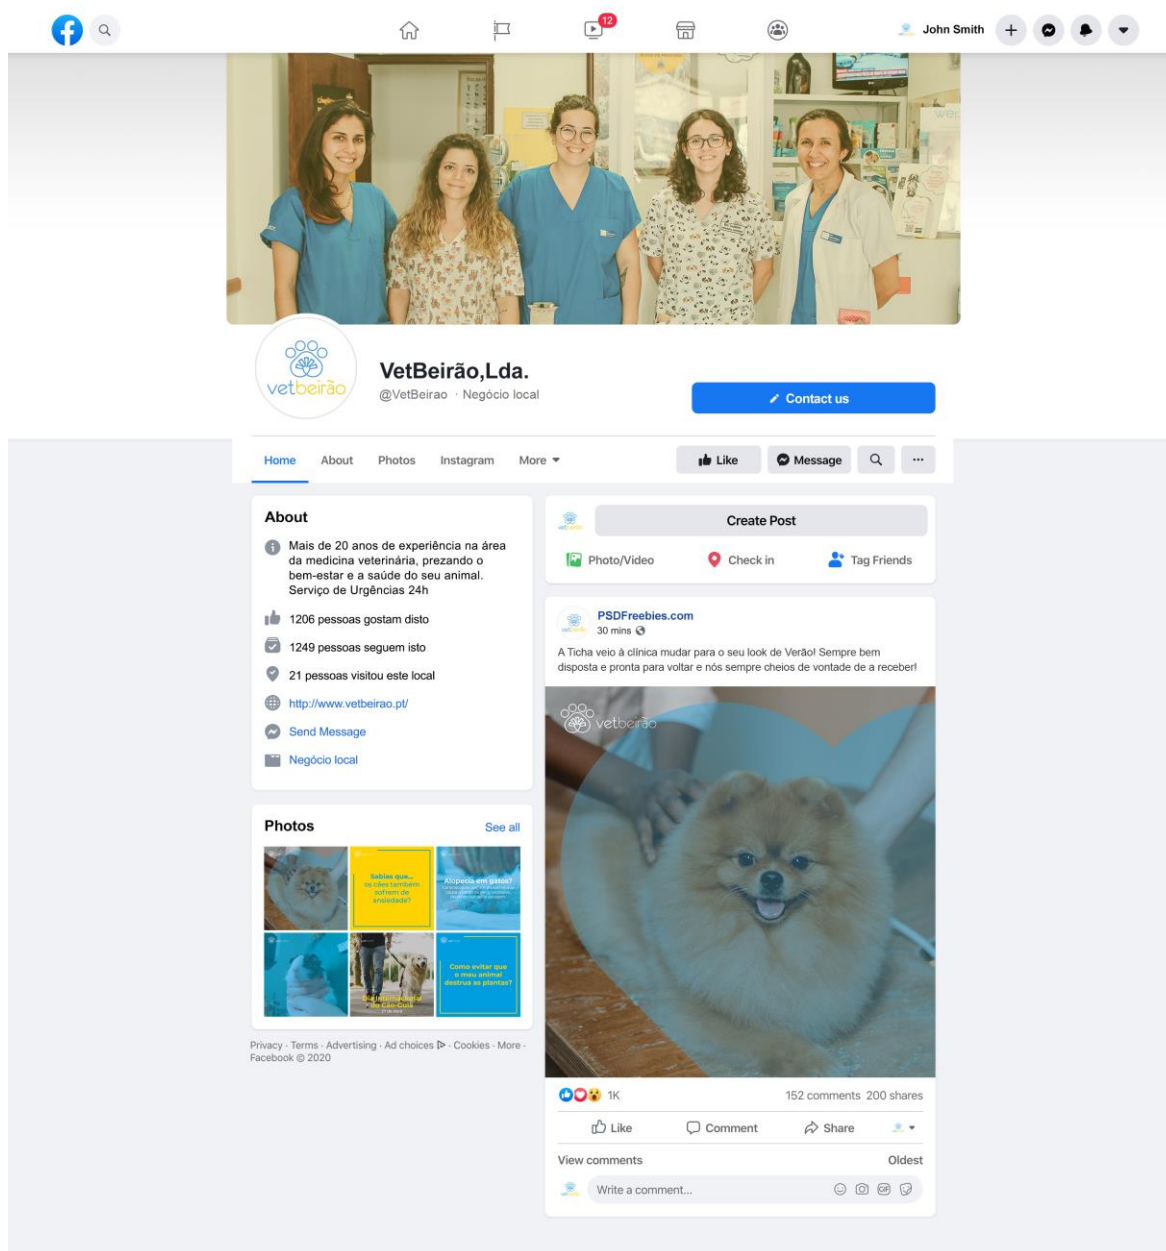 12
John Smith
vetbeirão
VetBeirão,Lda.
@VetBeirao · Negócio local
Contact us
Home
About
Photos
Instagram
More
Like
Message
About
Mais de 20 anos de experiência na área
da medicina veterinária, prezando o
bem-estar e a saúde do seu animal.
Serviço de Urgências 24h
1206 pessoas gostam disto
1249 pessoas seguem isto
21 pessoas visitou este local
http://www.vetbeirao.pt/
Send Message
Negócio local
Photos
See all
Sabias que...
os cães também
sofrem de
ansiedade?
Alopecia em gatos?
Dia Internacional
do Cão-Guia
Como evitar que
o meu animal
destrua as plantas?
Privacy · Terms · Advertising · Ad choices · Cookies · More ·
Facebook © 2020
Create Post
Photo/Video
Check in
Tag Friends
PSDFreebies.com
30 mins
A Ticha veio à clínica mudar para o seu look de Verão! Sempre bem
disposta e pronta para voltar e nós sempre cheios de vontade de a receber!
vetbeirão
1K
152 comments 200 shares
Like
Comment
Share
View comments
Oldest
Write a comment...
GIF